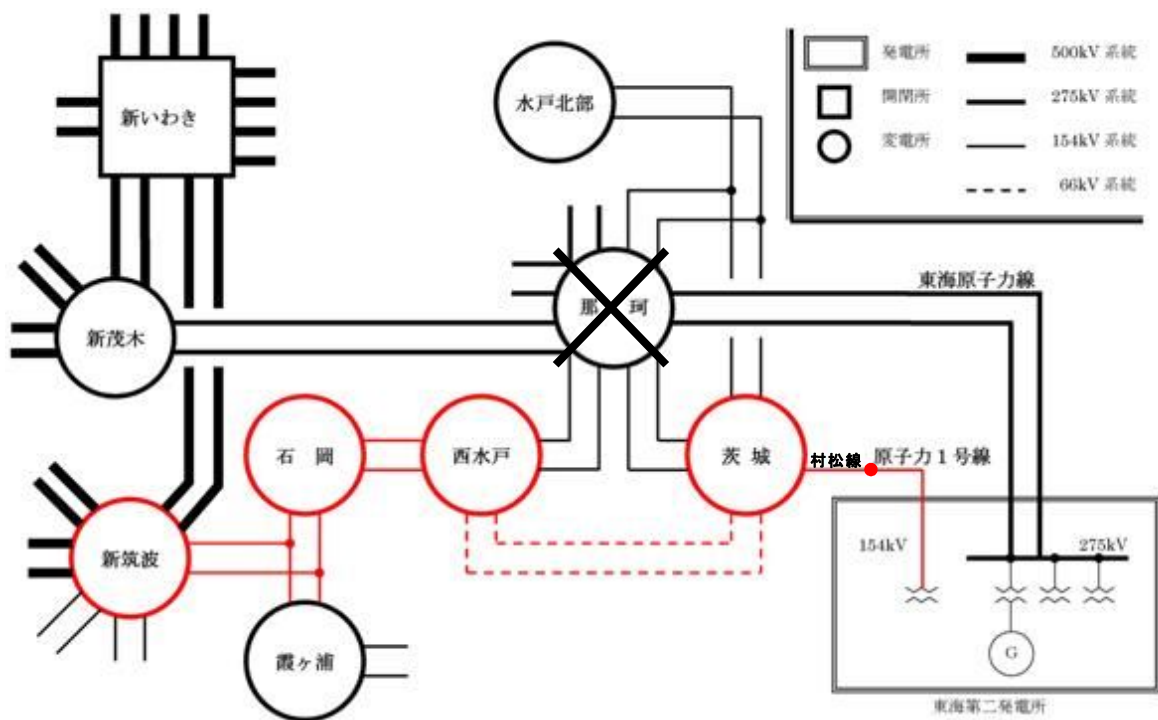 新いわき
水戸北部
発電所
500kV 系統
開閉所
275kV 系統
変電所
154kV 系統
66kV 系統
新茂木
那 珂
東海原子力線
石 岡
西水戸
茨 城
村松線
原子力1号線
新筑波
154kV
275kV
霞ヶ浦
G
東海第二発電所